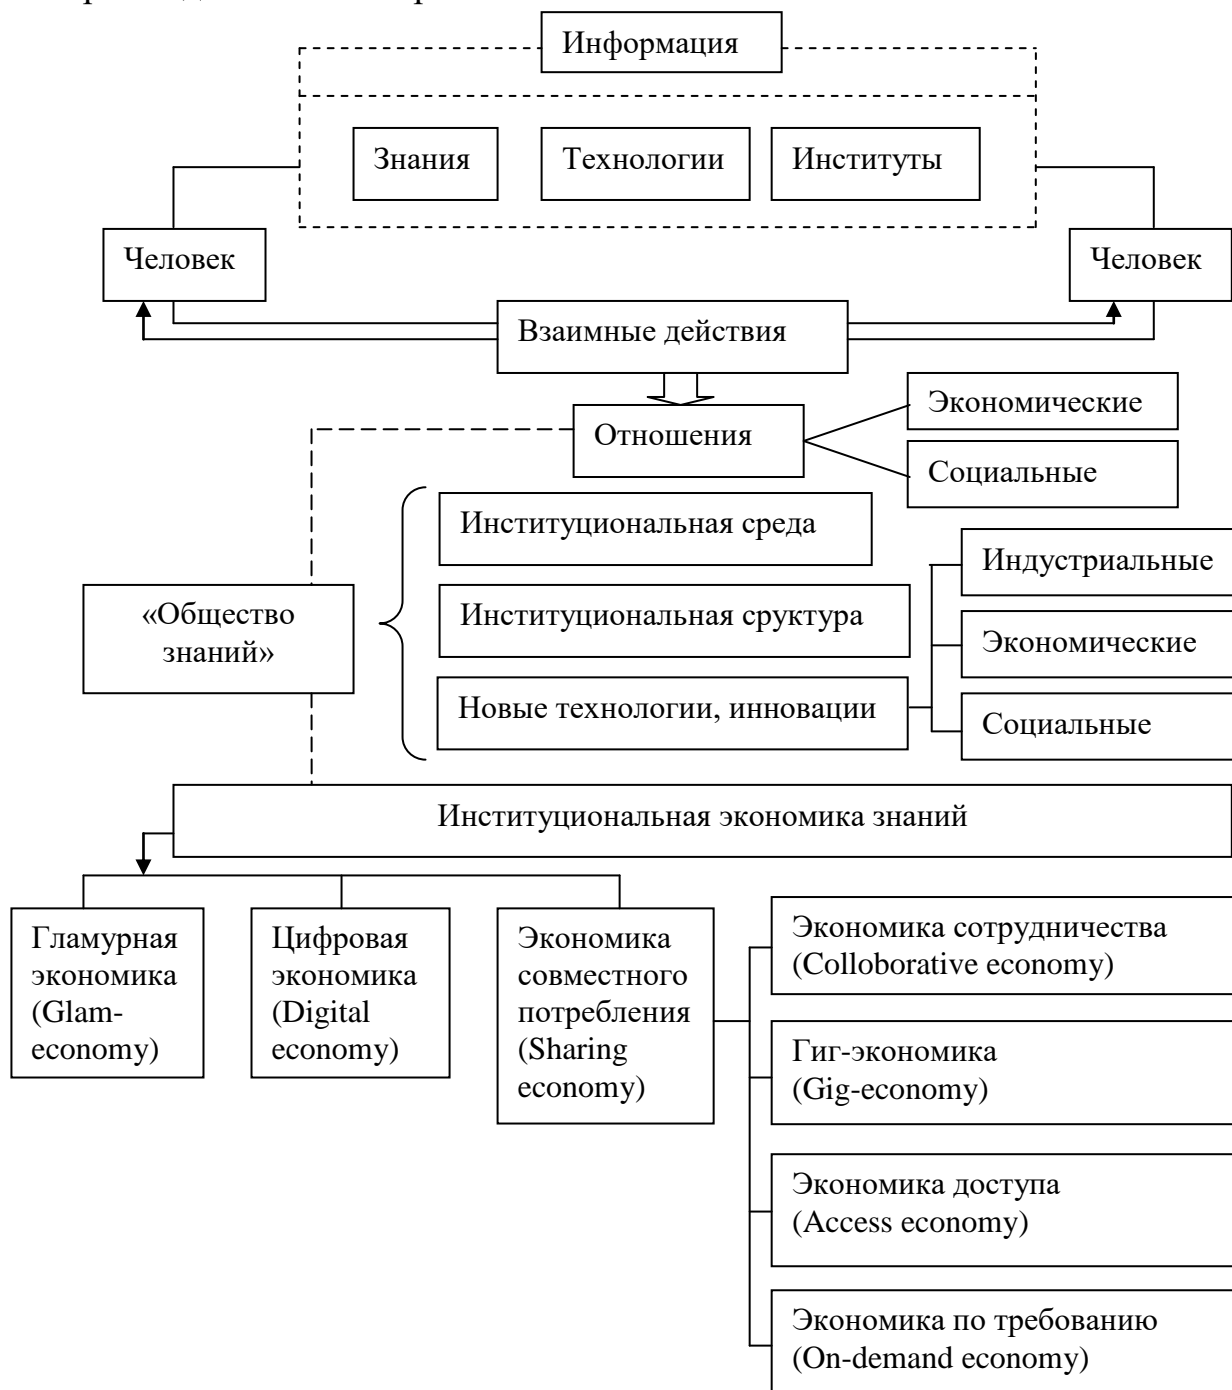 Информация
Знания
Технологии
Институты
Человек
Человек
Взаимные действия
Отношения
Экономические
Социальные
Институциональная среда
Институциональная сруктура
Новые технологии, инновации
Индустриальные
Экономические
Социальные
«Общество
знаний»
Институциональная экономика знаний
Гламурная
экономика
(Glam-
economy)
Цифровая
экономика
(Digital
economy)
Экономика
совместного
потребления
(Sharing
economy)
Экономика сотрудничества
(Colloborative economy)
Гиг-экономика
(Gig-economy)
Экономика доступа
(Access economy)
Экономика по требованию
(On-demand economy)